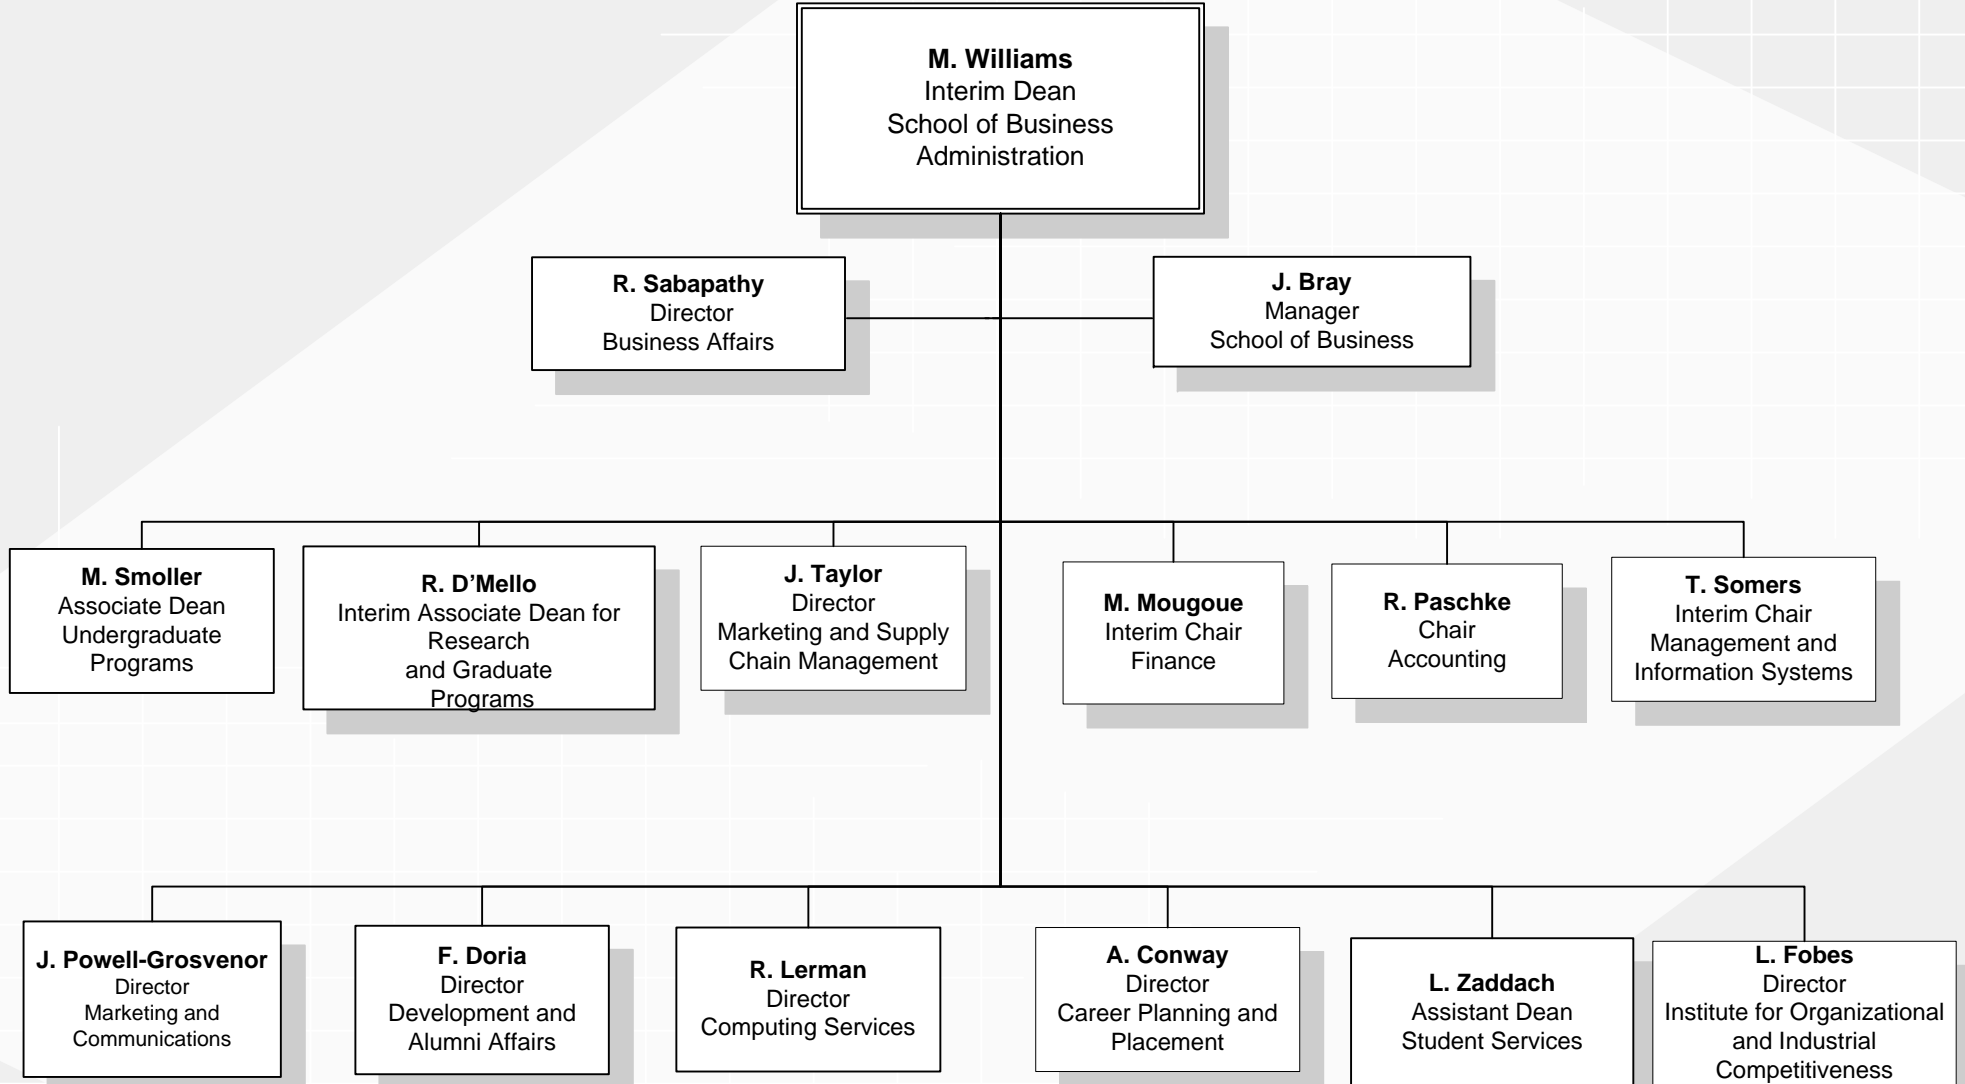 M. Williams
Interim Dean
School of Business
Administration
R. Sabapathy
Director
Business Affairs
J. Bray
Manager
School of Business
M. Smoller
Associate Dean
Undergraduate
Programs
R. D’Mello
Interim Associate Dean for
Research
and Graduate
Programs
J. Taylor
Director
Marketing and Supply
Chain Management
M. Mougoue
Interim Chair
Finance
R. Paschke
Chair
Accounting
T. Somers
Interim Chair
Management and
Information Systems
J. Powell-Grosvenor
Director
Marketing and
Communications
F. Doria
Director
Development and
Alumni Affairs
R. Lerman
Director
Computing Services
A. Conway
Director
Career Planning and
Placement
L. Zaddach
Assistant Dean
Student Services
L. Fobes
Director
Institute for Organizational
and Industrial
Competitiveness